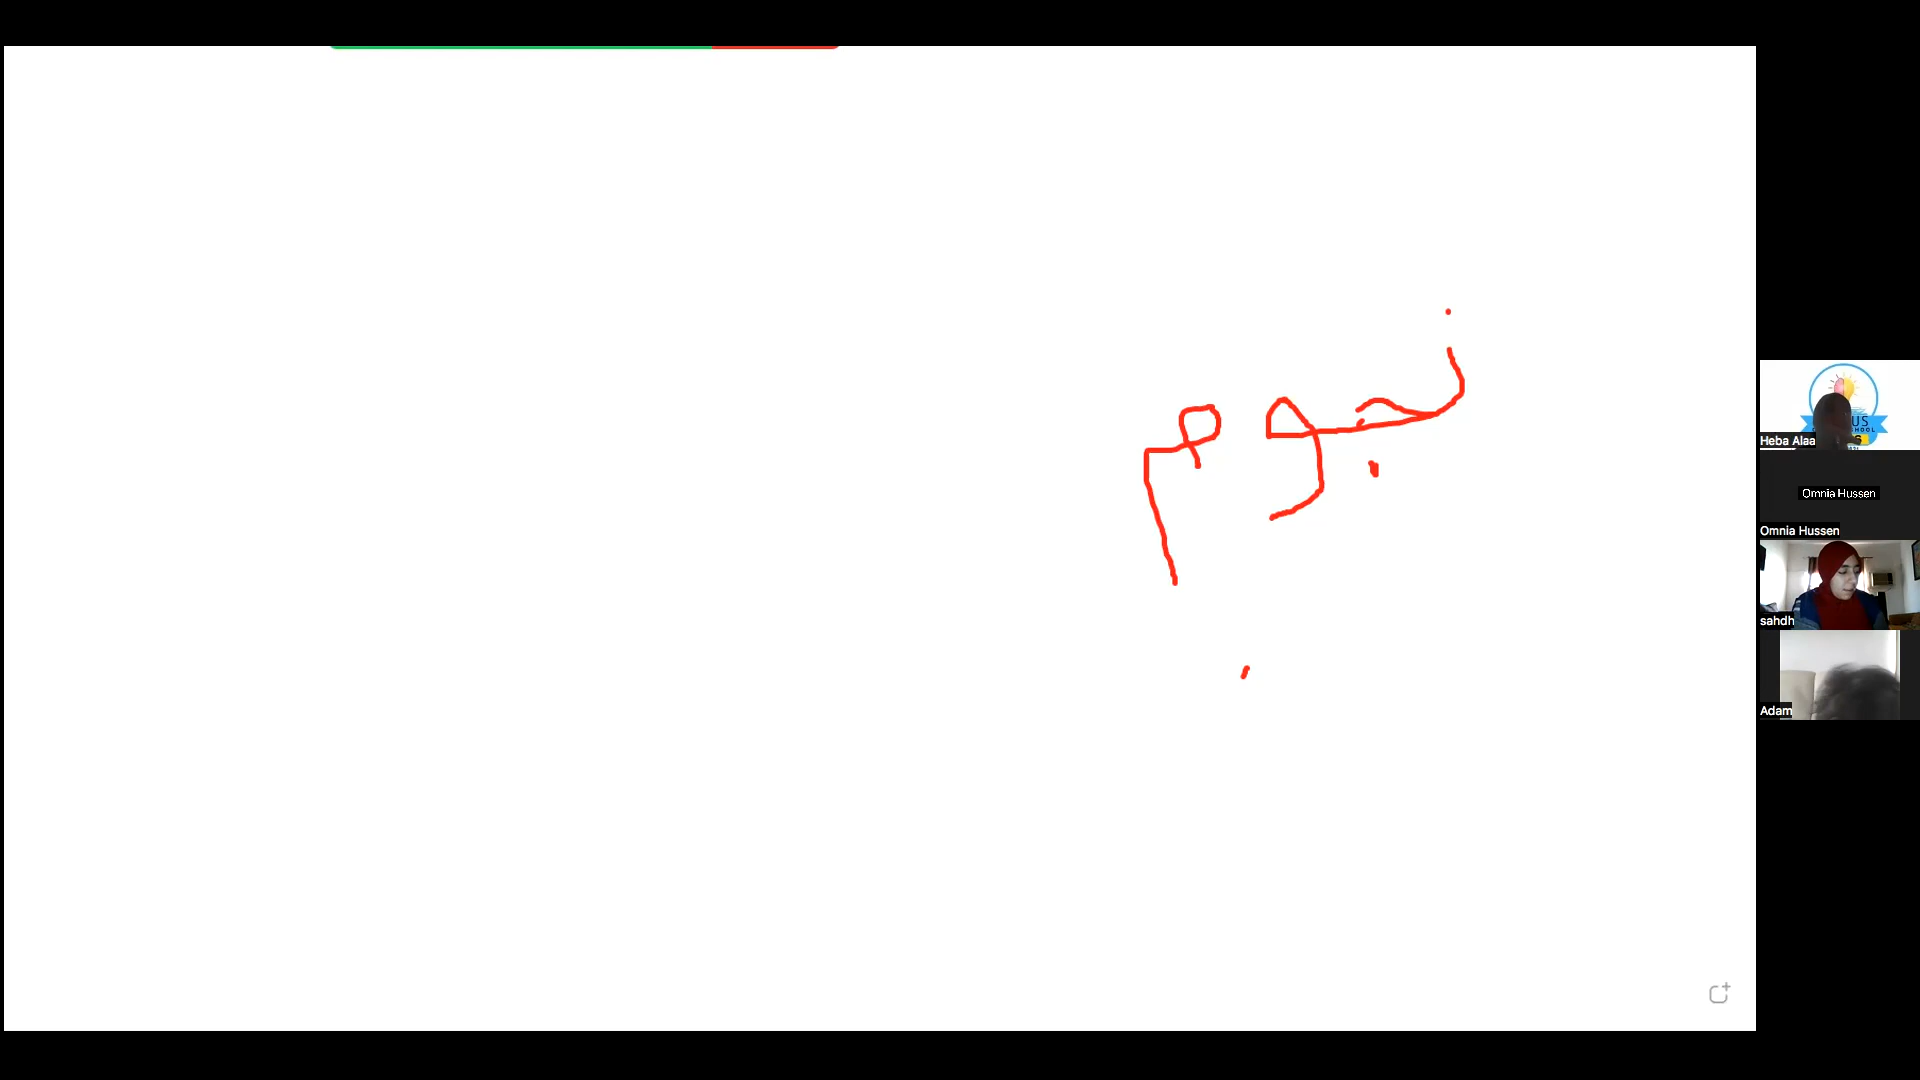 نجوم
Heba Alaa
Omnia Hussen
Omnia Hussen
sahdh
Adam